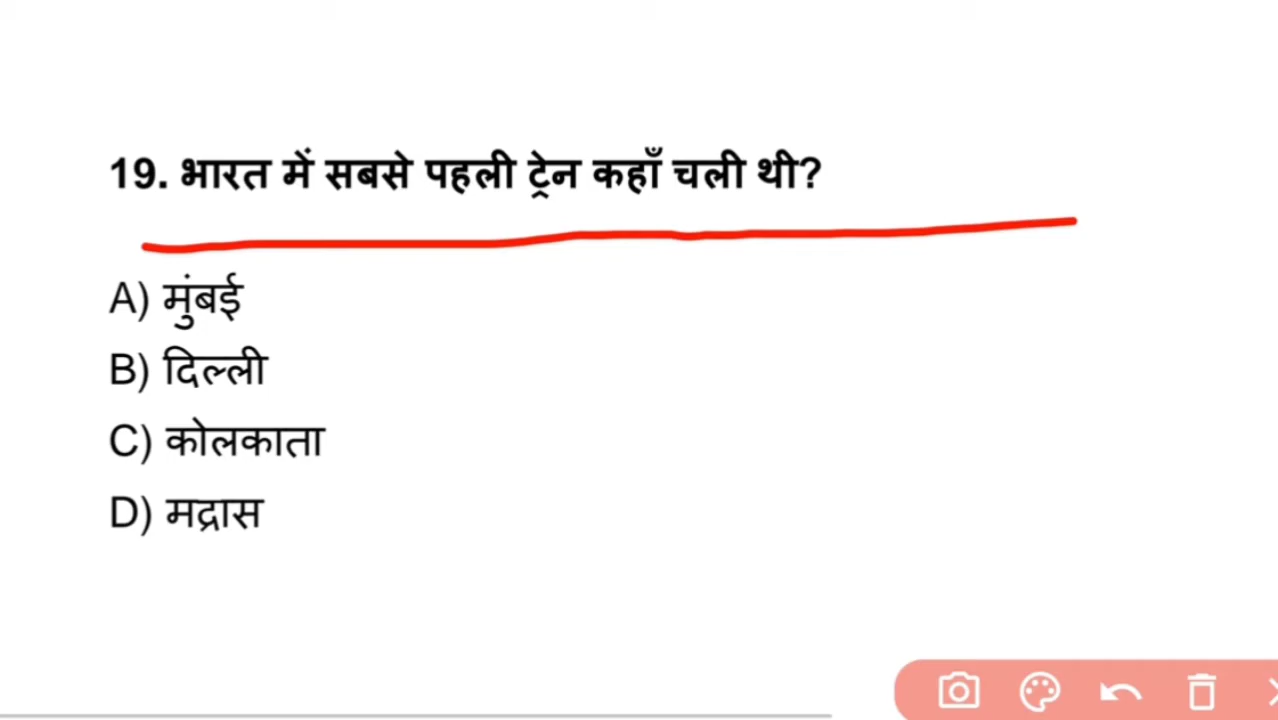 19. भारत में सबसे पहली ट्रेन कहाँ चली थी?
A) मुंबई
B) दिल्ली
C) कोलकाता
D) मद्रास